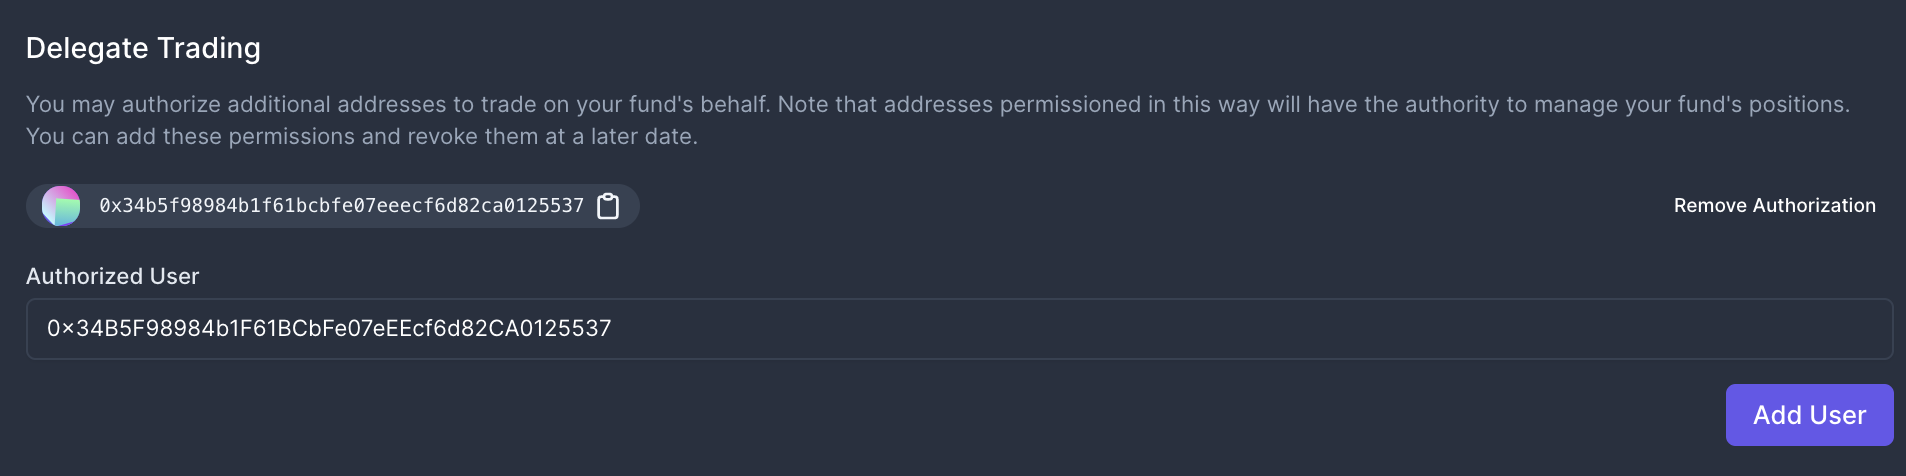 Delegate Trading
You may authorize additional addresses to trade on your fund's behalf. Note that addresses permissioned in this way will have the authority to manage your fund's positions.
You can add these permissions and revoke them at a later date.
0x34b5f98984b1f61bcbfe07eeecf6d82ca0125537
Remove Authorization
Authorized User
0x34B5F98984b1F61BCbFe07eEEcf6d82CA0125537
Add User